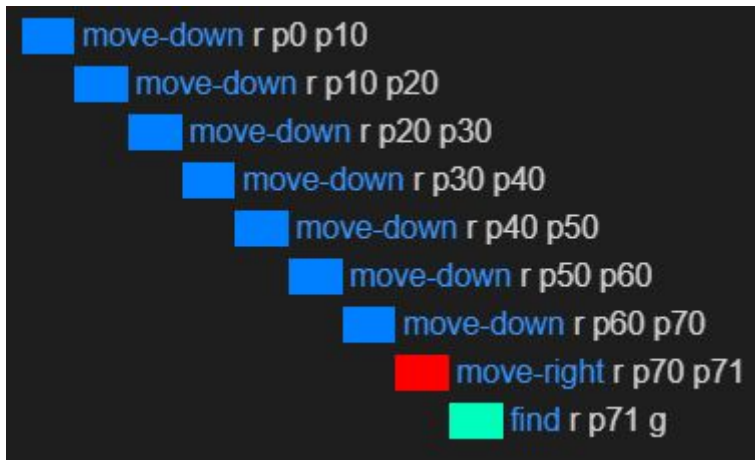 move-down r p0 p10
move-down r p10 p20
move-down r p20 p30
move-down r p30 p40
move-down r p40 p50
move-down r p50 p60
move-down r p60 p70
move-right r p70 p71
find r p71 g